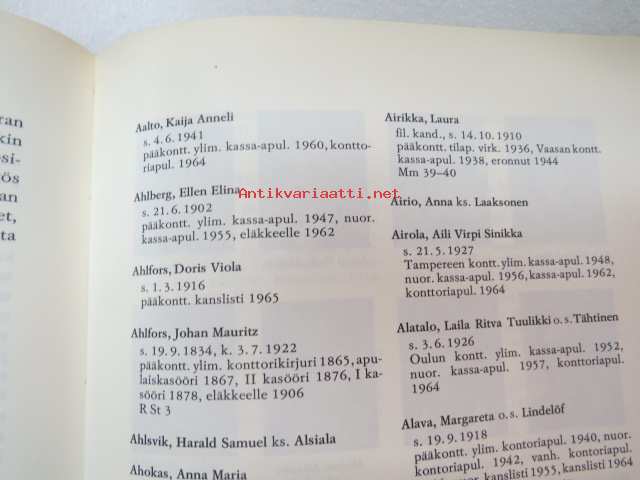 ran
kin
si-
ös
an
et,
ta
Aalto, Kaija Anneli
s. 4. 6. 1941
pääkontt. ylim. kassa-apul. 1960, kontto-
riapul. 1964
Ahlberg, Ellen Elina
s. 21. 6. 1902
pääkontt. ylim. kassa-apul. 1947, nuor.
kassa-apul. 1955, eläkkeelle 1962
Ahlfors, Doris Viola
s. 1. 3. 1916
pääkontt. kanslisti 1965
Ahlfors, Johan Mauritz
s. 19. 9. 1834, k. 3. 7. 1922
pääkontt. ylim. konttorikirjuri 1865, apu-
laiskasööri 1867, II kasööri 1876, I ka-
sööri 1878, eläkkeelle 1906
R St 3
Ahlsvik, Harald Samuel ks. Alsiala
Ahokas, Anna Maria
Airikka, Laura
fil. kand., s. 14. 10. 1910
pääkontt. tilap. virk. 1936, Vaasan kontt.
kassa-apul. 1938, eronnut 1944
Mm 39–40
Airio, Anna ks. Laaksonen
Airola, Aili Virpi Sinikka
s. 21. 5. 1927
Tampereen kontt. ylim. kassa-apul. 1948,
nuor. kassa-apul. 1956, kassa-apul. 1962,
konttoriapul. 1964
Alatalo, Laila Ritva Tuulikki o. s. Tähtinen
s. 3. 6. 1926
Oulun kontt. ylim. kassa-apul. 1952,
nuor. kassa-apul. 1957, konttoriapul.
1964
Alava, Margareta o. s. Lindelöf
s. 19. 9. 1918
pääkontt. ylim. kontoriapul. 1940, nuor.
kontoriapul. 1942, vanh. kontoriapul.
kanslisti 1955, kanslisti 1964
Antikvariaatti.net